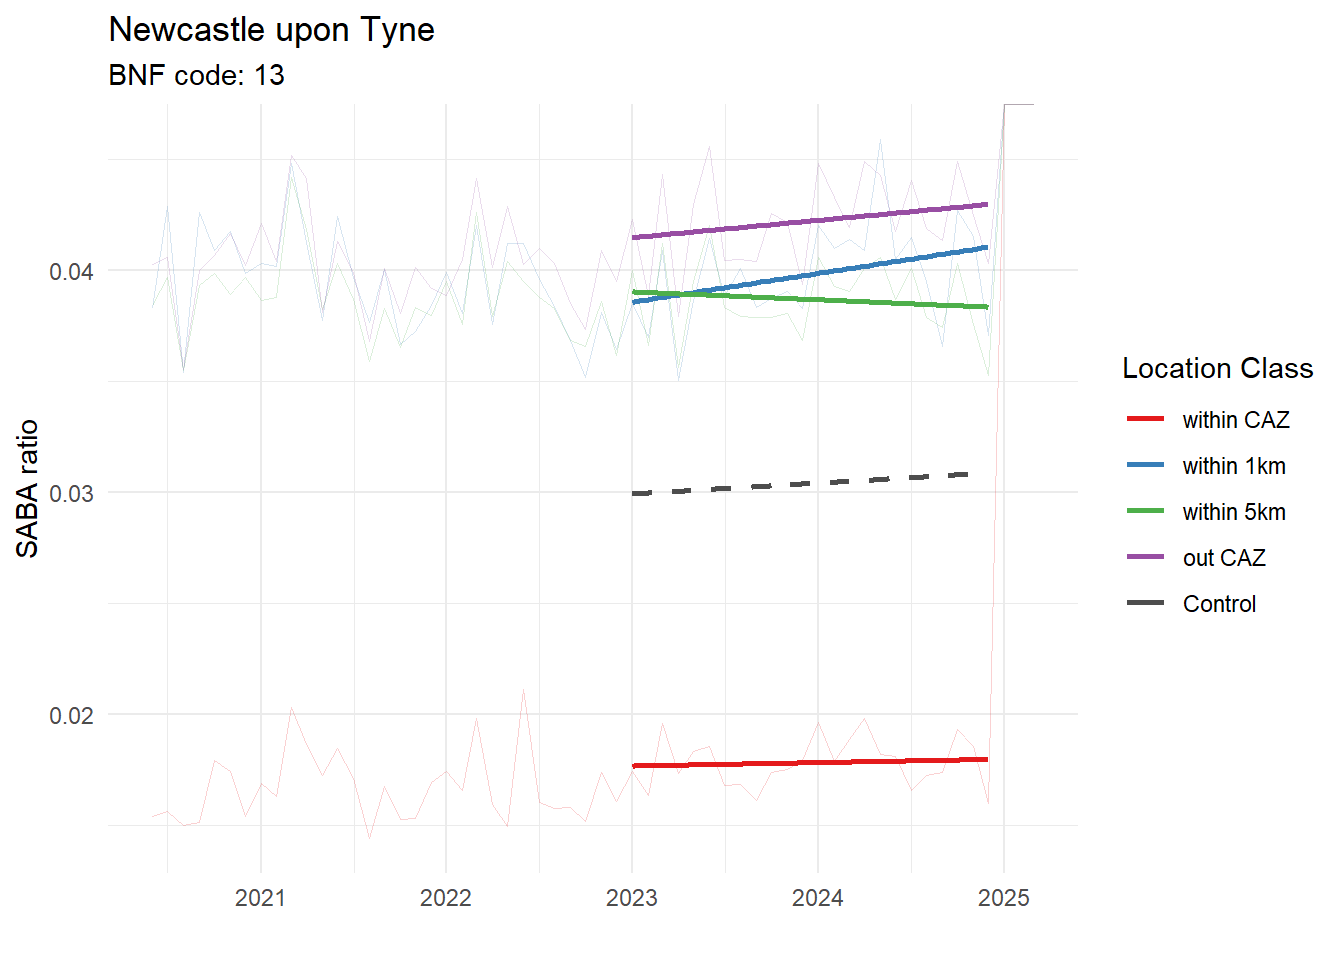 Newcastle upon Tyne
BNF code: 13
SABA ratio
0.04
0.03
0.02
2021
2022
2023
2024
2025
Location Class
within CAZ
within 1km
within 5km
out CAZ
Control